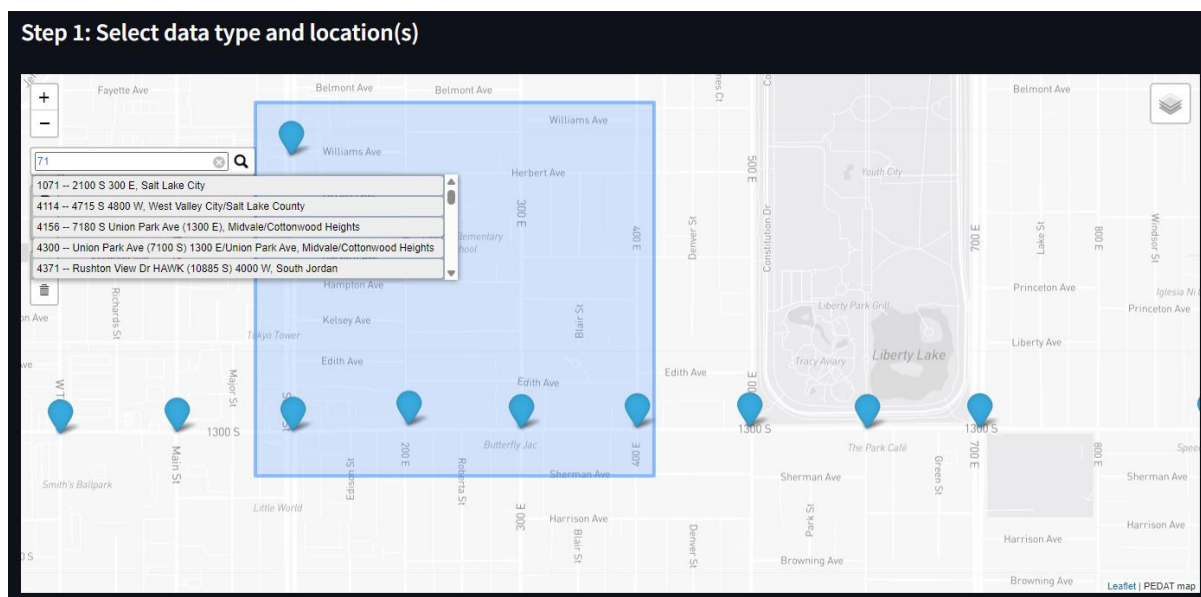 Step 1: Select data type and location(s)
Fayette Ave
Belmont Ave
Belmont Ave
Belmont Ave
+
−
Williams Ave
71
Williams Ave
Herbert Ave
500 E
Youth City
1071 -- 2100 S 300 E, Salt Lake City
4114 -- 4715 S 4800 W, West Valley City/Salt Lake County
4156 -- 7180 S Union Park Ave (1300 E), Midvale/Cottonwood Heights
4300 -- Union Park Ave (7100 S) 1300 E/Union Park Ave, Midvale/Cottonwood Heights
4371 -- Rushton View Dr HAWK (10885 S) 4000 W, South Jordan
300 E
400 E
Denver St
Constitution Dr
700 E
Lake St
800 E
Windsor St
Elementary
Hampton Ave
Princeton Ave
Iglesia Ni
Richards St
Liberty Park Grill
Princeton Ave
Kelsey Ave
Blair St
Tokyo Tower
Liberty Ave
Edith Ave
Tracy Aviary
Liberty Lake
Edith Ave
Edith Ave
Major St
1300 S
1300 S
1300 S
Main St
200 E
Butterfly Jac
400 E
The Park Café
700 E
800 E
Smith's Ballpark
Edison St
Roberta St
Sherman Ave
Sherman Ave
Green St
Sherman Ave
Little World
300 E
Harrison Ave
Blair St
Denver St
Park St
Harrison Ave
Harrison Ave
Browning Ave
Browning Ave
Leaflet | PEDAT map